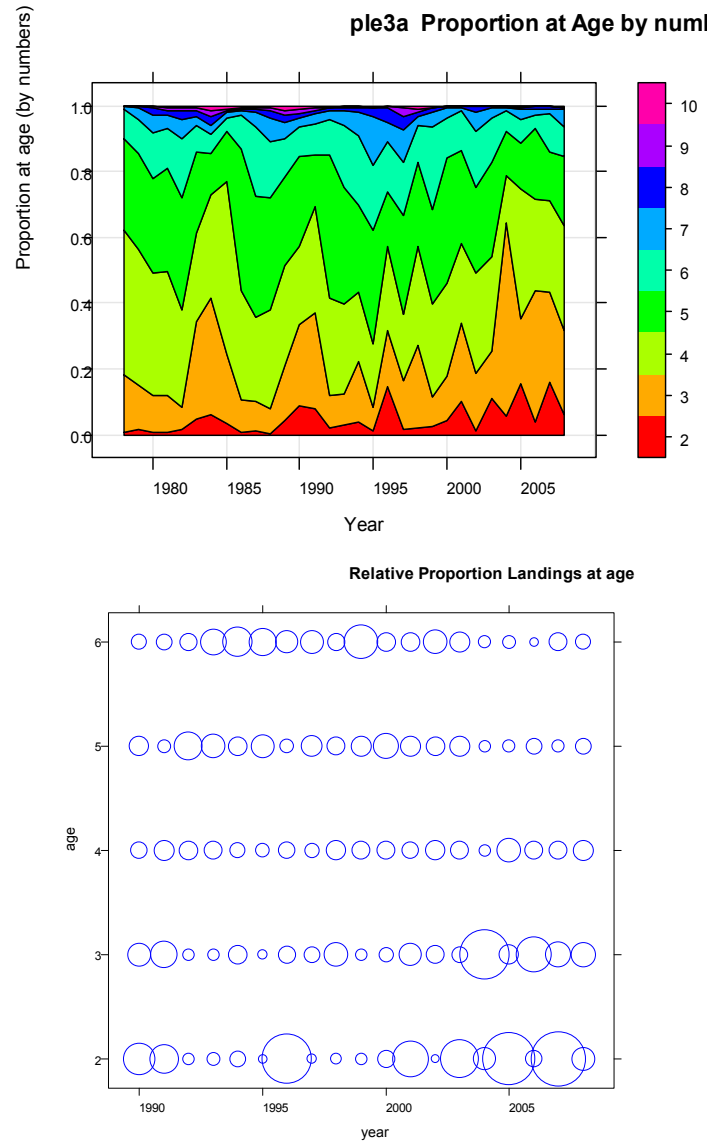 ple3a Proportion at Age by numl
Proportion at age (by numbers)
1.0
0.8
0.6
0.4
0.2
0.0
1980 1985 1990 1995 2000 2005
Year
10
9
8
7
6
5
4
3
2
Relative Proportion Landings at age
6
5
4
3
2
age
1990 1995 2000 2005
year